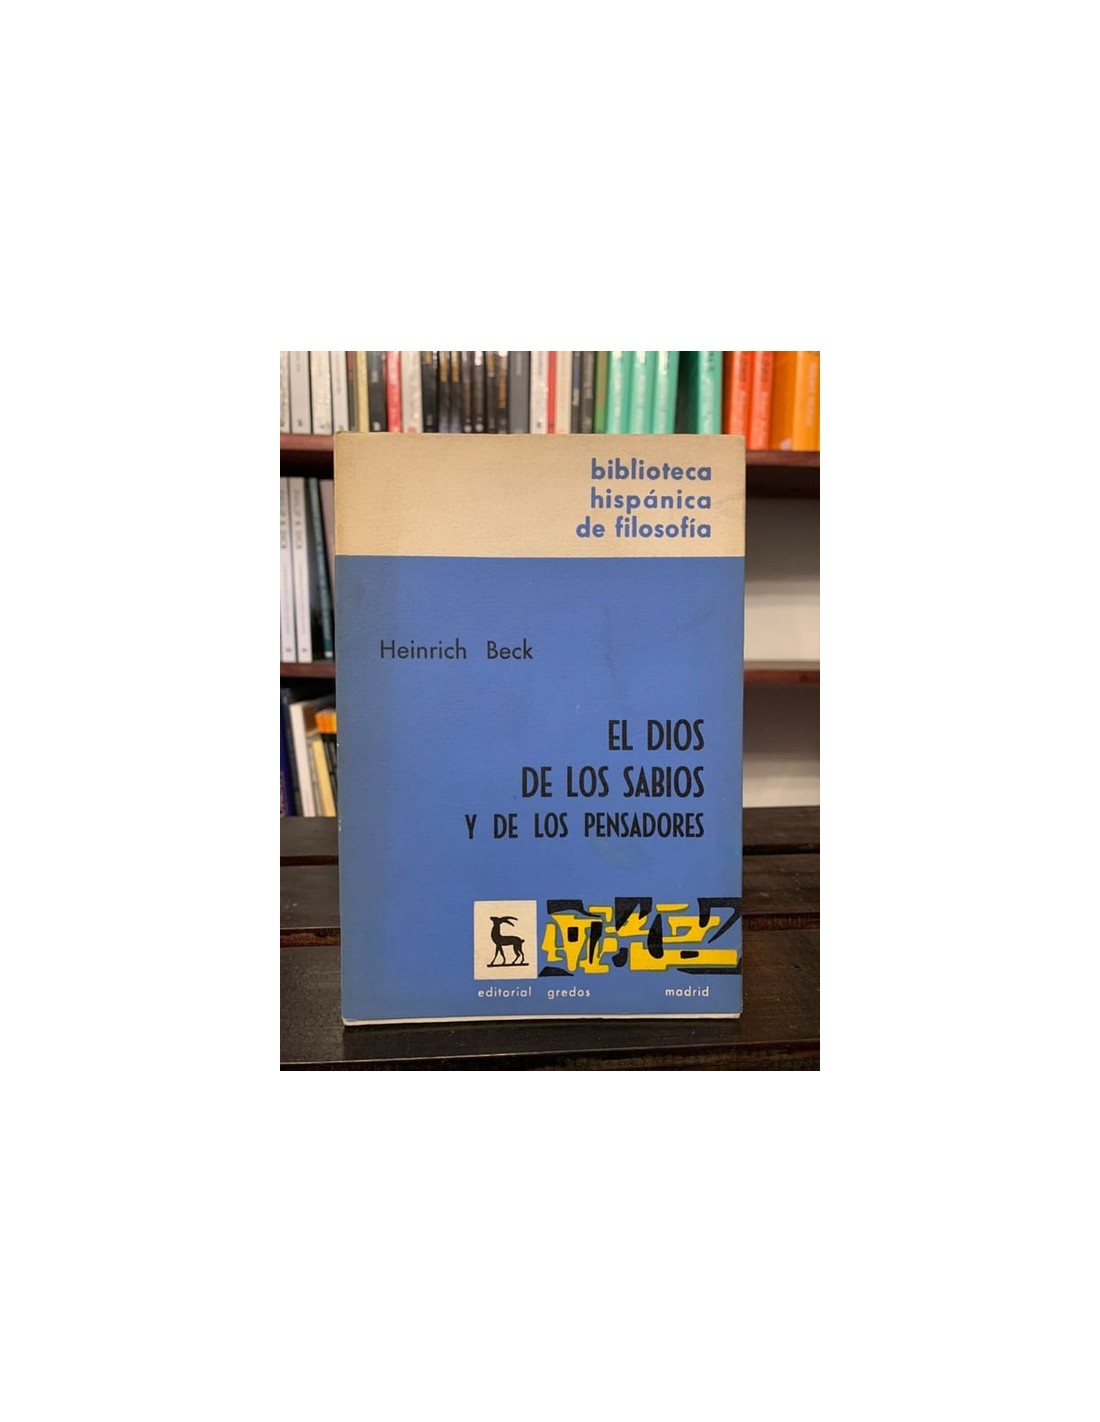 biblioteca
hispánica
de filosofía
Heinrich Beck
EL DIOS
DE LOS SABIOS
Y DE LOS PENSADORES
editorial gredos madrid